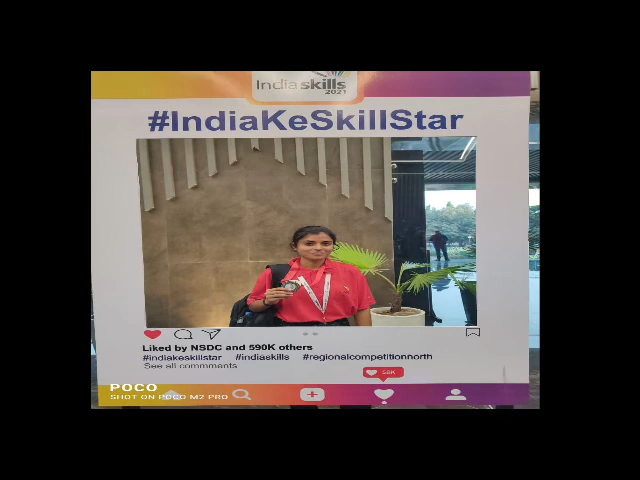 Indiaskills
2021
#IndiaKeSkillStar
Liked by NSDC and 590K others
#indiakeskillstar #indiaskills #regionalcompetitionnorth
See all commments
POCO
SHOT ON POCO M2 PRO